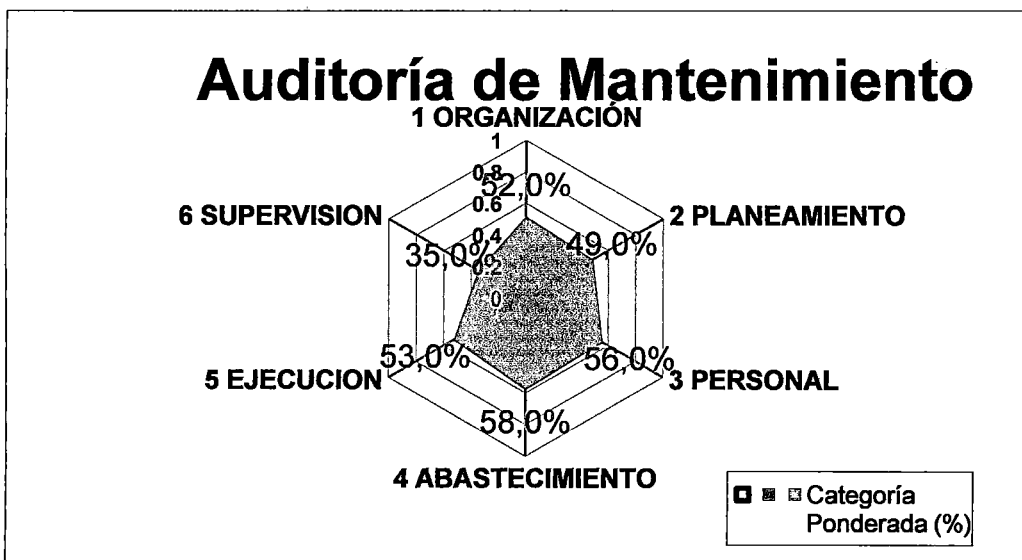 Auditoría de Mantenimiento
1 ORGANIZACIÓN
1
0.8
52,0%
0.6
6 SUPERVISION
2 PLANEAMIENTO
0.4
35,0%
49,0%
0.2
0
53,0%
56,0%
5 EJECUCION
3 PERSONAL
58,0%
4 ABASTECIMIENTO
Categoría
Ponderada (%)